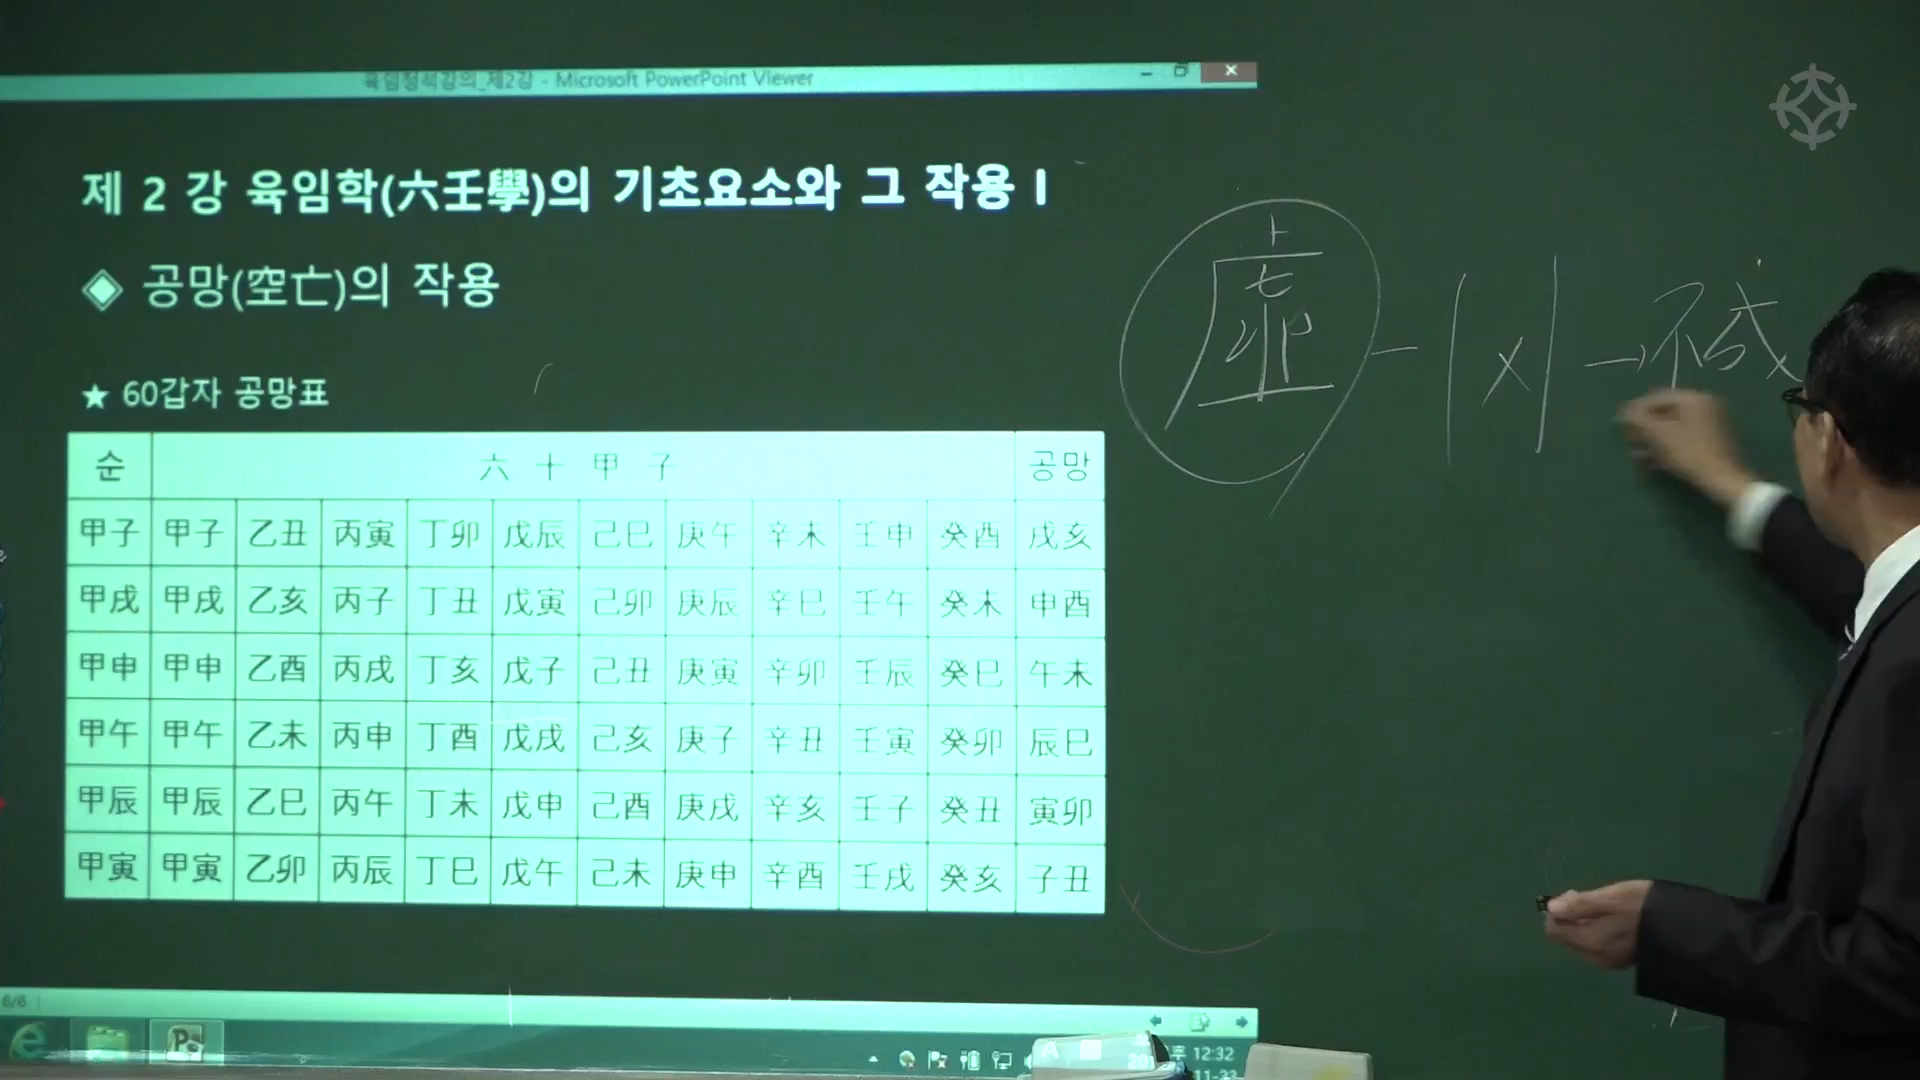 육임정석강의_제2강 - Microsoft PowerPoint Viewer
제 2 강 육임학(六壬學)의 기초요소와 그 작용 I
◈ 공망(空亡)의 작용
★ 60갑자 공망표
순 六十甲子 공망
甲子 甲子 乙丑 丙寅 丁卯 戊辰 己巳 庚午 辛未 壬申 癸酉 戌亥
甲戌 甲戌 乙亥 丙子 丁丑 戊寅 己卯 庚辰 辛巳 壬午 癸未 申酉
甲申 甲申 乙酉 丙戌 丁亥 戊子 己丑 庚寅 辛卯 壬辰 癸巳 午未
甲午 甲午 乙未 丙申 丁酉 戊戌 己亥 庚子 辛丑 壬寅 癸卯 辰巳
甲辰 甲辰 乙巳 丙午 丁未 戊申 己酉 庚戌 辛亥 壬子 癸丑 寅卯
甲寅 甲寅 乙卯 丙辰 丁巳 戊午 己未 庚申 辛酉 壬戌 癸亥 子丑
虛 - | x | → 不成
6/6
12:32